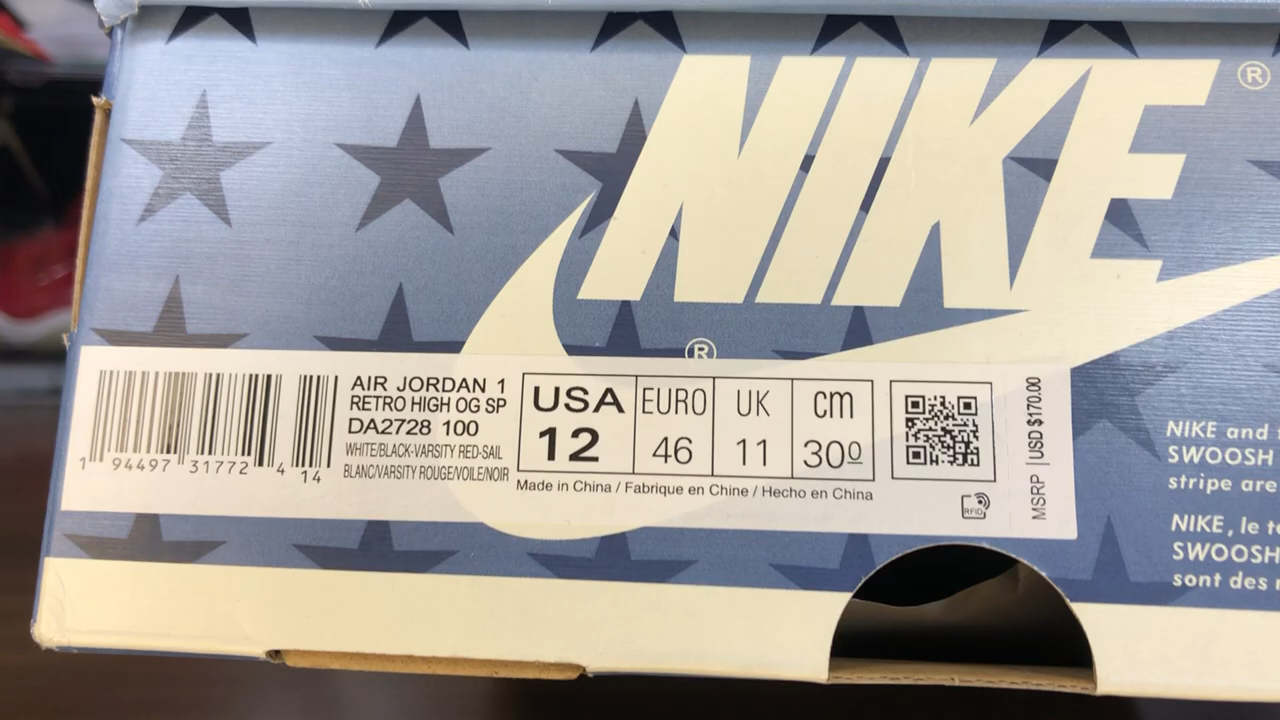 NIKE®
®
AIR JORDAN 1
RETRO HIGH OG SP
DA2728 100
WHITE/BLACK-VARSITY RED-SAIL
BLANC/VARSITY ROUGE/VOILE/NOIR
1 94497 31772 4 14
USA EURO UK cm
12 46 11 30⁰
Made in China / Fabrique en Chine / Hecho en China
RFID
MSRP | USD $170.00
NIKE and
SWOOSH
stripe are
NIKE, le
SWOOSH
sont des